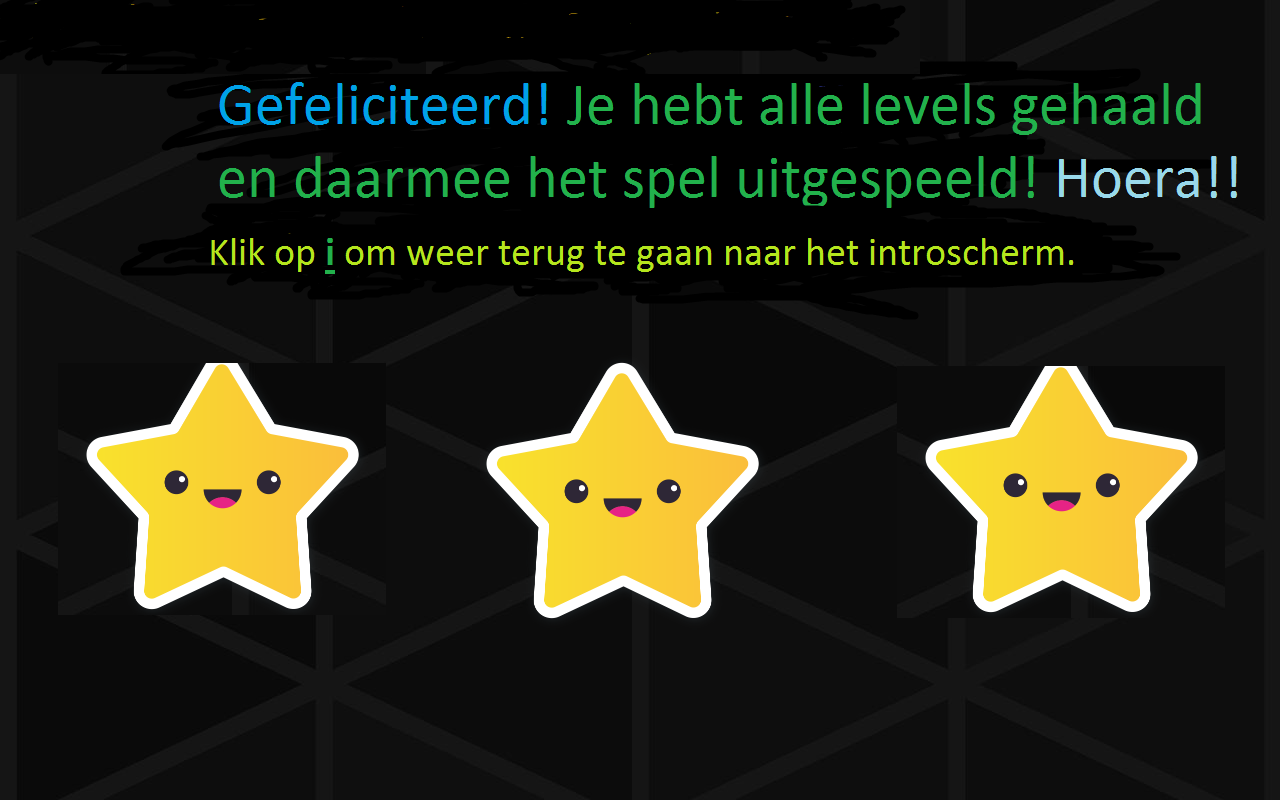 Gefeliciteerd! Je hebt alle levels gehaald
en daarmee het spel uitgespeeld! Hoera!!
Klik op i om weer terug te gaan naar het introscherm.